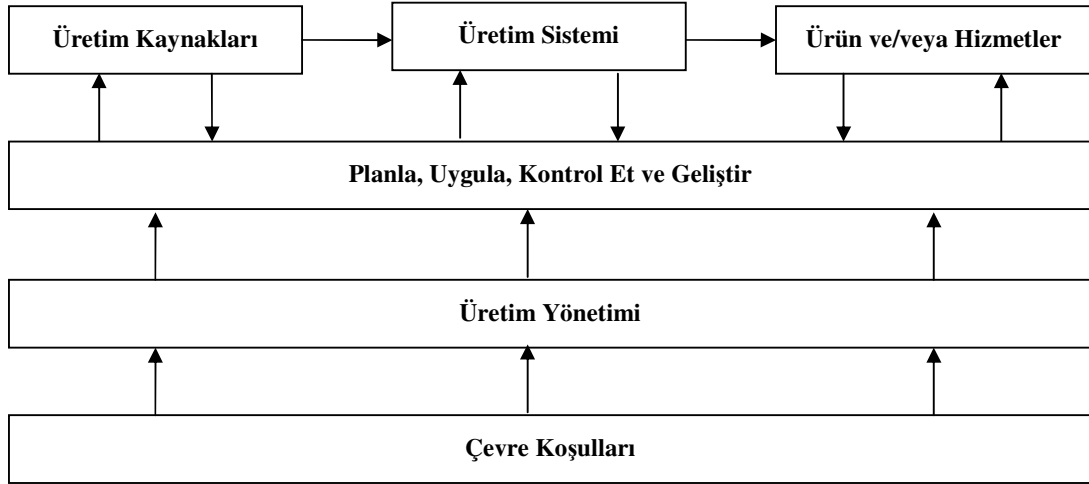 Üretim Kaynakları
Üretim Sistemi
Ürün ve/veya Hizmetler
Planla, Uygula, Kontrol Et ve Geliştir
Üretim Yönetimi
Çevre Koşulları